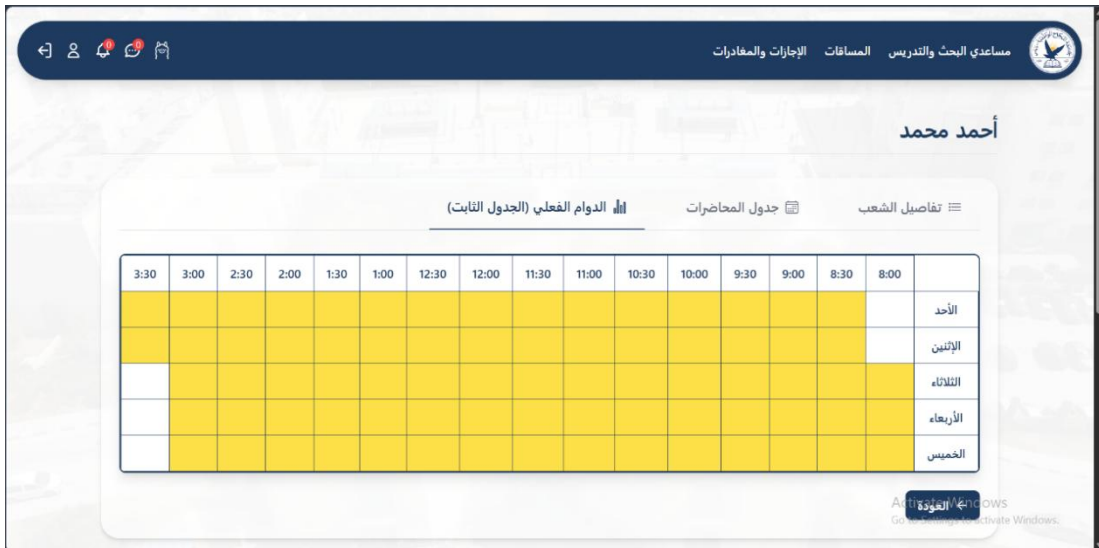 مساعدي البحث والتدريس المساقات الإجازات والمغادرات 0 0
أحمد محمد
تفاصيل الشعب جدول المحاضرات الدوام الفعلي (الجدول الثابت)
8:00 8:30 9:00 9:30 10:00 10:30 11:00 11:30 12:00 12:30 1:00 1:30 2:00 2:30 3:00 3:30
الأحد
الإثنين
الثلاثاء
الأربعاء
الخميس
العودة
Activate Windows
Go to Settings to activate Windows.